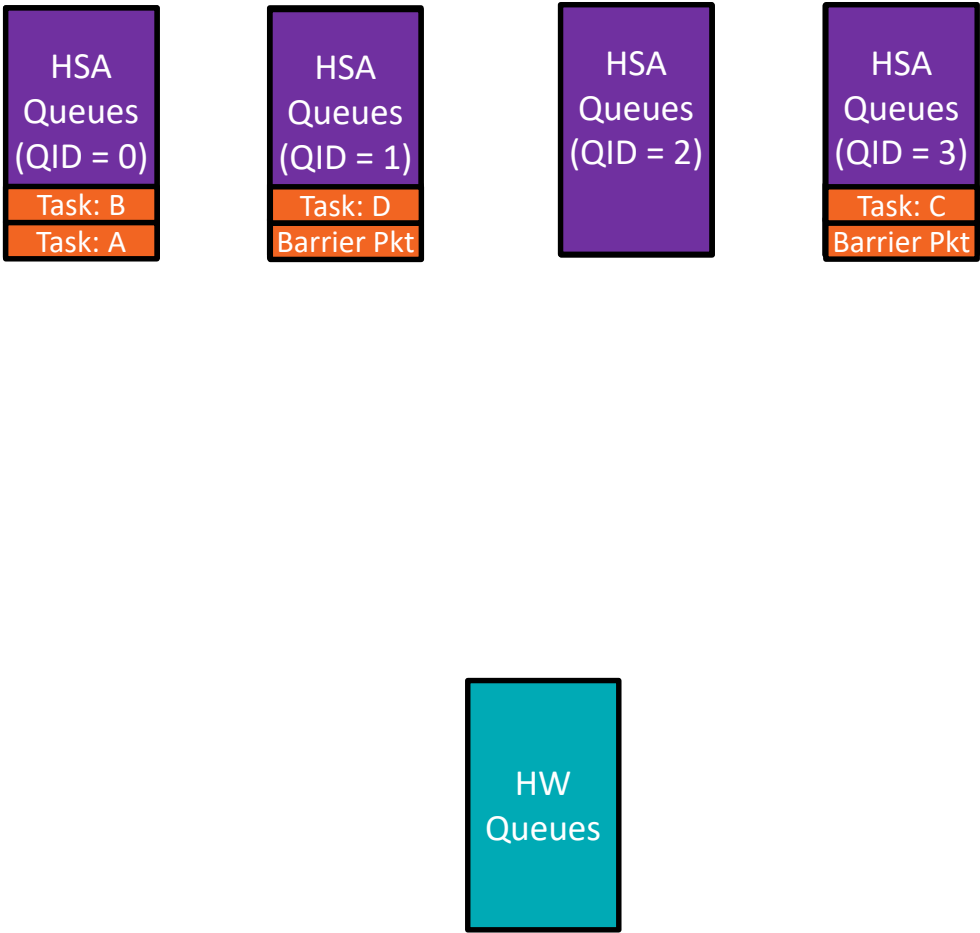 HSA
Queues
(QID = 0)
Task: B
Task: A
HSA
Queues
(QID = 1)
Task: D
Barrier Pkt
HSA
Queues
(QID = 2)
HSA
Queues
(QID = 3)
Task: C
Barrier Pkt
HW
Queues